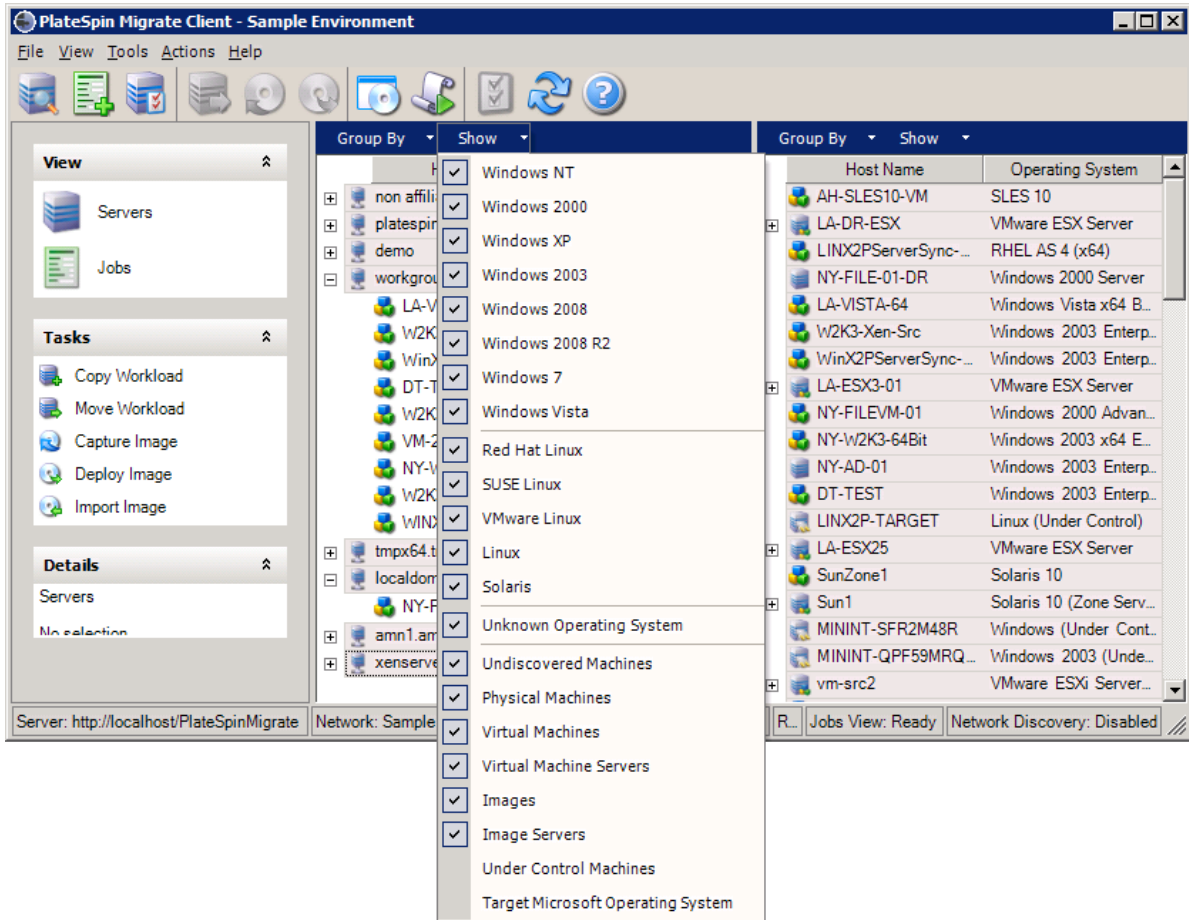 PlateSpin Migrate Client - Sample Environment
File View Tools Actions Help
Group By Show
Group By Show
View
Servers
Jobs
Tasks
Copy Workload
Move Workload
Capture Image
Deploy Image
Import Image
Details
Servers
No selection
non affili
platespin
demo
workgrou
LA-V
W2K
WinX
DT-T
W2K
VM-2
NY-W
W2K
WINX
tmpx64.t
localdom
NY-F
amn1.am
xenserve
Windows NT
Windows 2000
Windows XP
Windows 2003
Windows 2008
Windows 2008 R2
Windows 7
Windows Vista
Red Hat Linux
SUSE Linux
VMware Linux
Linux
Solaris
Unknown Operating System
Undiscovered Machines
Physical Machines
Virtual Machines
Virtual Machine Servers
Images
Image Servers
Under Control Machines
Target Microsoft Operating System
Host Name Operating System
AH-SLES10-VM SLES 10
LA-DR-ESX VMware ESX Server
LINX2PServerSync-... RHEL AS 4 (x64)
NY-FILE-01-DR Windows 2000 Server
LA-VISTA-64 Windows Vista x64 B...
W2K3-Xen-Src Windows 2003 Enterp...
WinX2PServerSync-... Windows 2003 Enterp...
LA-ESX3-01 VMware ESX Server
NY-FILEVM-01 Windows 2000 Advan...
NY-W2K3-64Bit Windows 2003 x64 E...
NY-AD-01 Windows 2003 Enterp...
DT-TEST Windows 2003 Enterp...
LINX2P-TARGET Linux (Under Control)
LA-ESX25 VMware ESX Server
SunZone1 Solaris 10
Sun1 Solaris 10 (Zone Serv...
MININT-SFR2M48R Windows (Under Cont...
MININT-QPF59MRQ... Windows 2003 (Unde...
vm-src2 VMware ESXi Server...
Server: http://localhost/PlateSpinMigrate Network: Sample R... Jobs View: Ready Network Discovery: Disabled